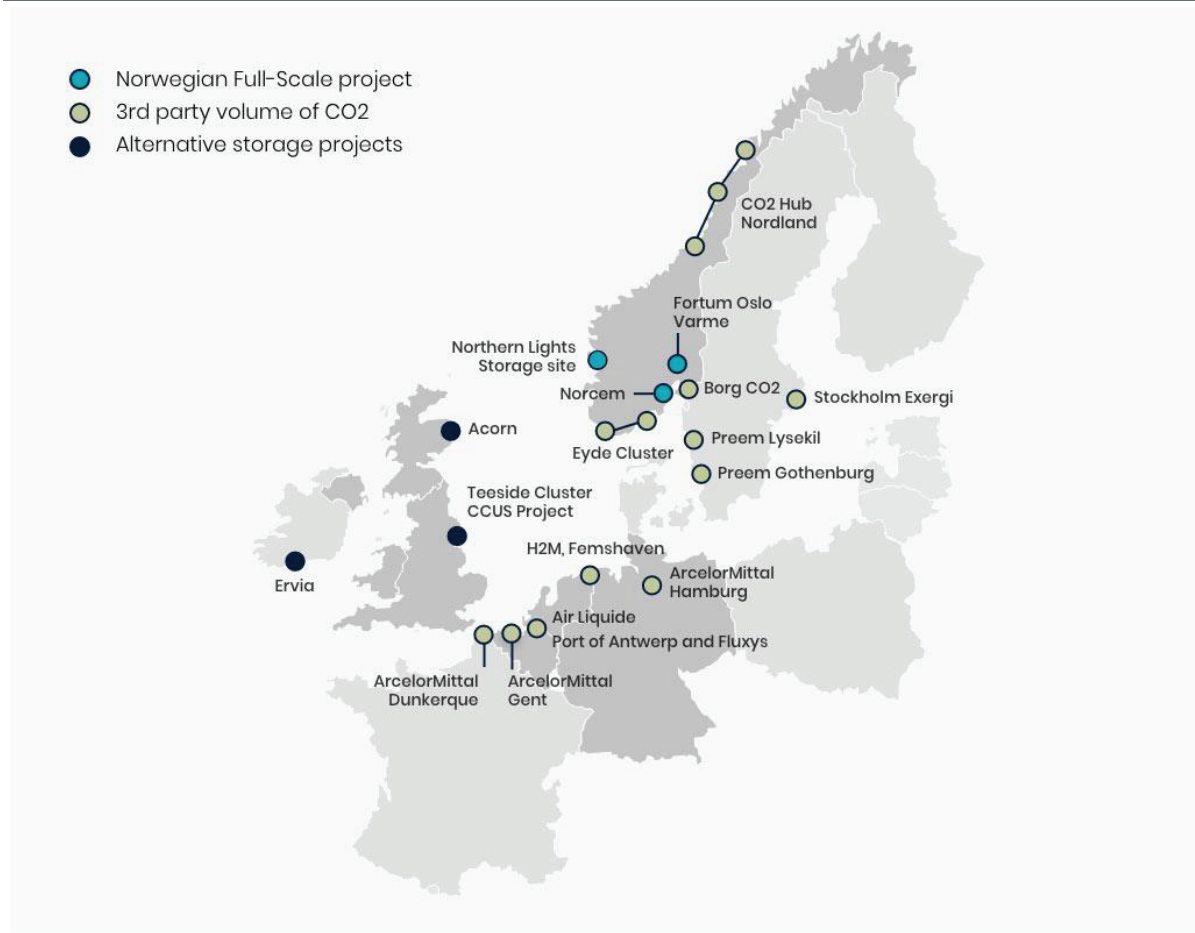 Norwegian Full-Scale project
3rd party volume of CO2
Alternative storage projects
CO2 Hub
Nordland
Fortum Oslo
Varme
Northern Lights
Storage site
Norcem
Borg CO2
Stockholm Exergi
Acorn
Preem Lysekil
Eyde Cluster
Preem Gothenburg
Teeside Cluster
CCUS Project
H2M, Femshaven
Ervia
ArcelorMittal
Hamburg
Air Liquide
Port of Antwerp and Fluxys
ArcelorMittal
Dunkerque
ArcelorMittal
Gent